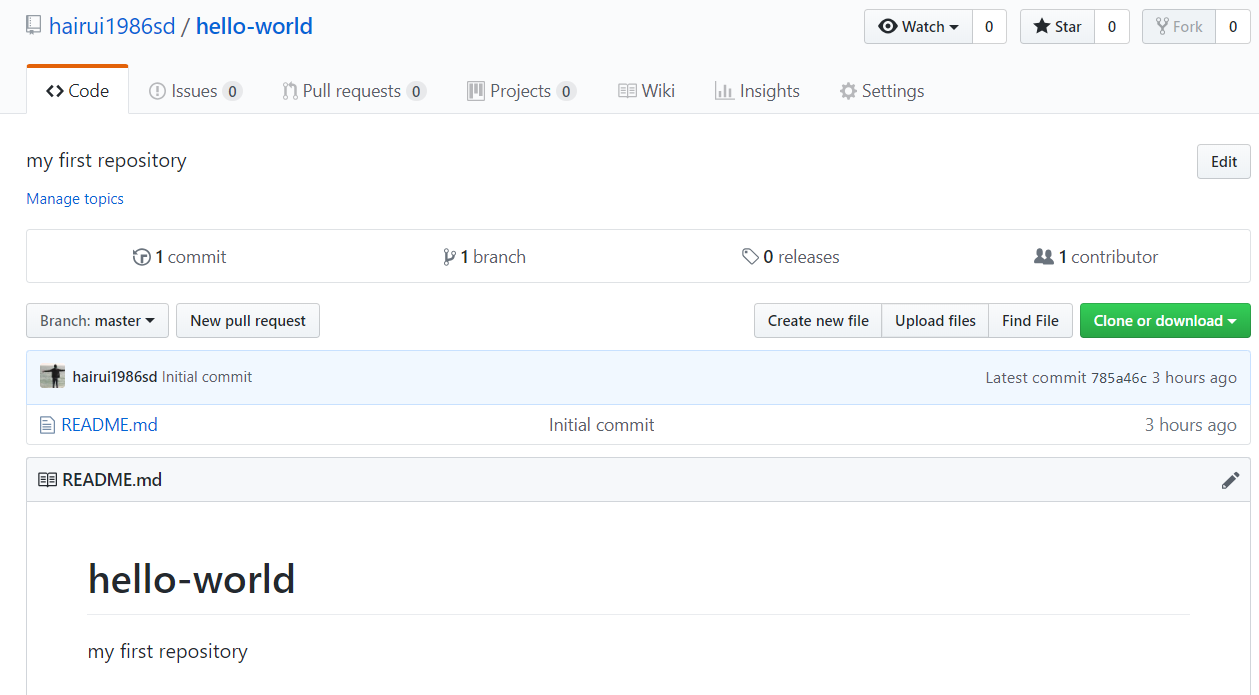 hairui1986sd / hello-world Watch 0 Star 0 Fork 0
Code Issues 0 Pull requests 0 Projects 0 Wiki Insights Settings
my first repository Edit
Manage topics
1 commit 1 branch 0 releases 1 contributor
Branch: master New pull request Create new file Upload files Find File Clone or download
hairui1986sd Initial commit Latest commit 785a46c 3 hours ago
README.md Initial commit 3 hours ago
README.md
hello-world
my first repository